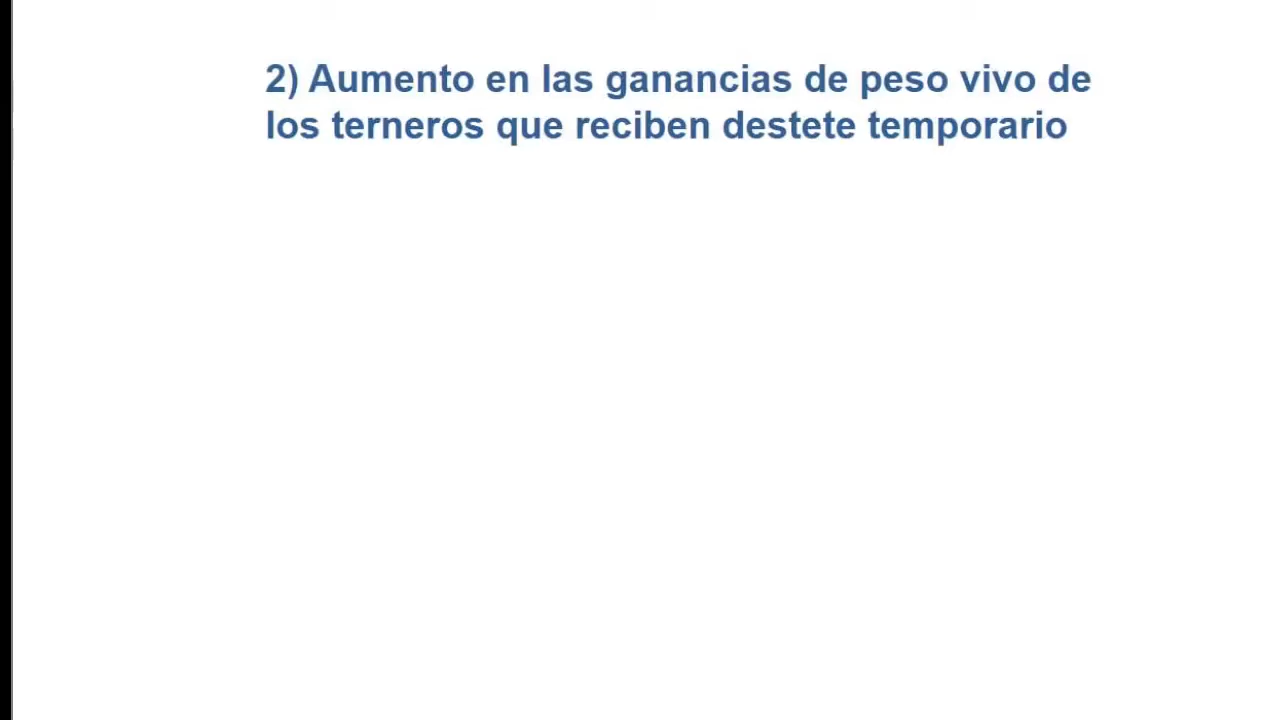 2) Aumento en las ganancias de peso vivo de
los terneros que reciben destete temporario